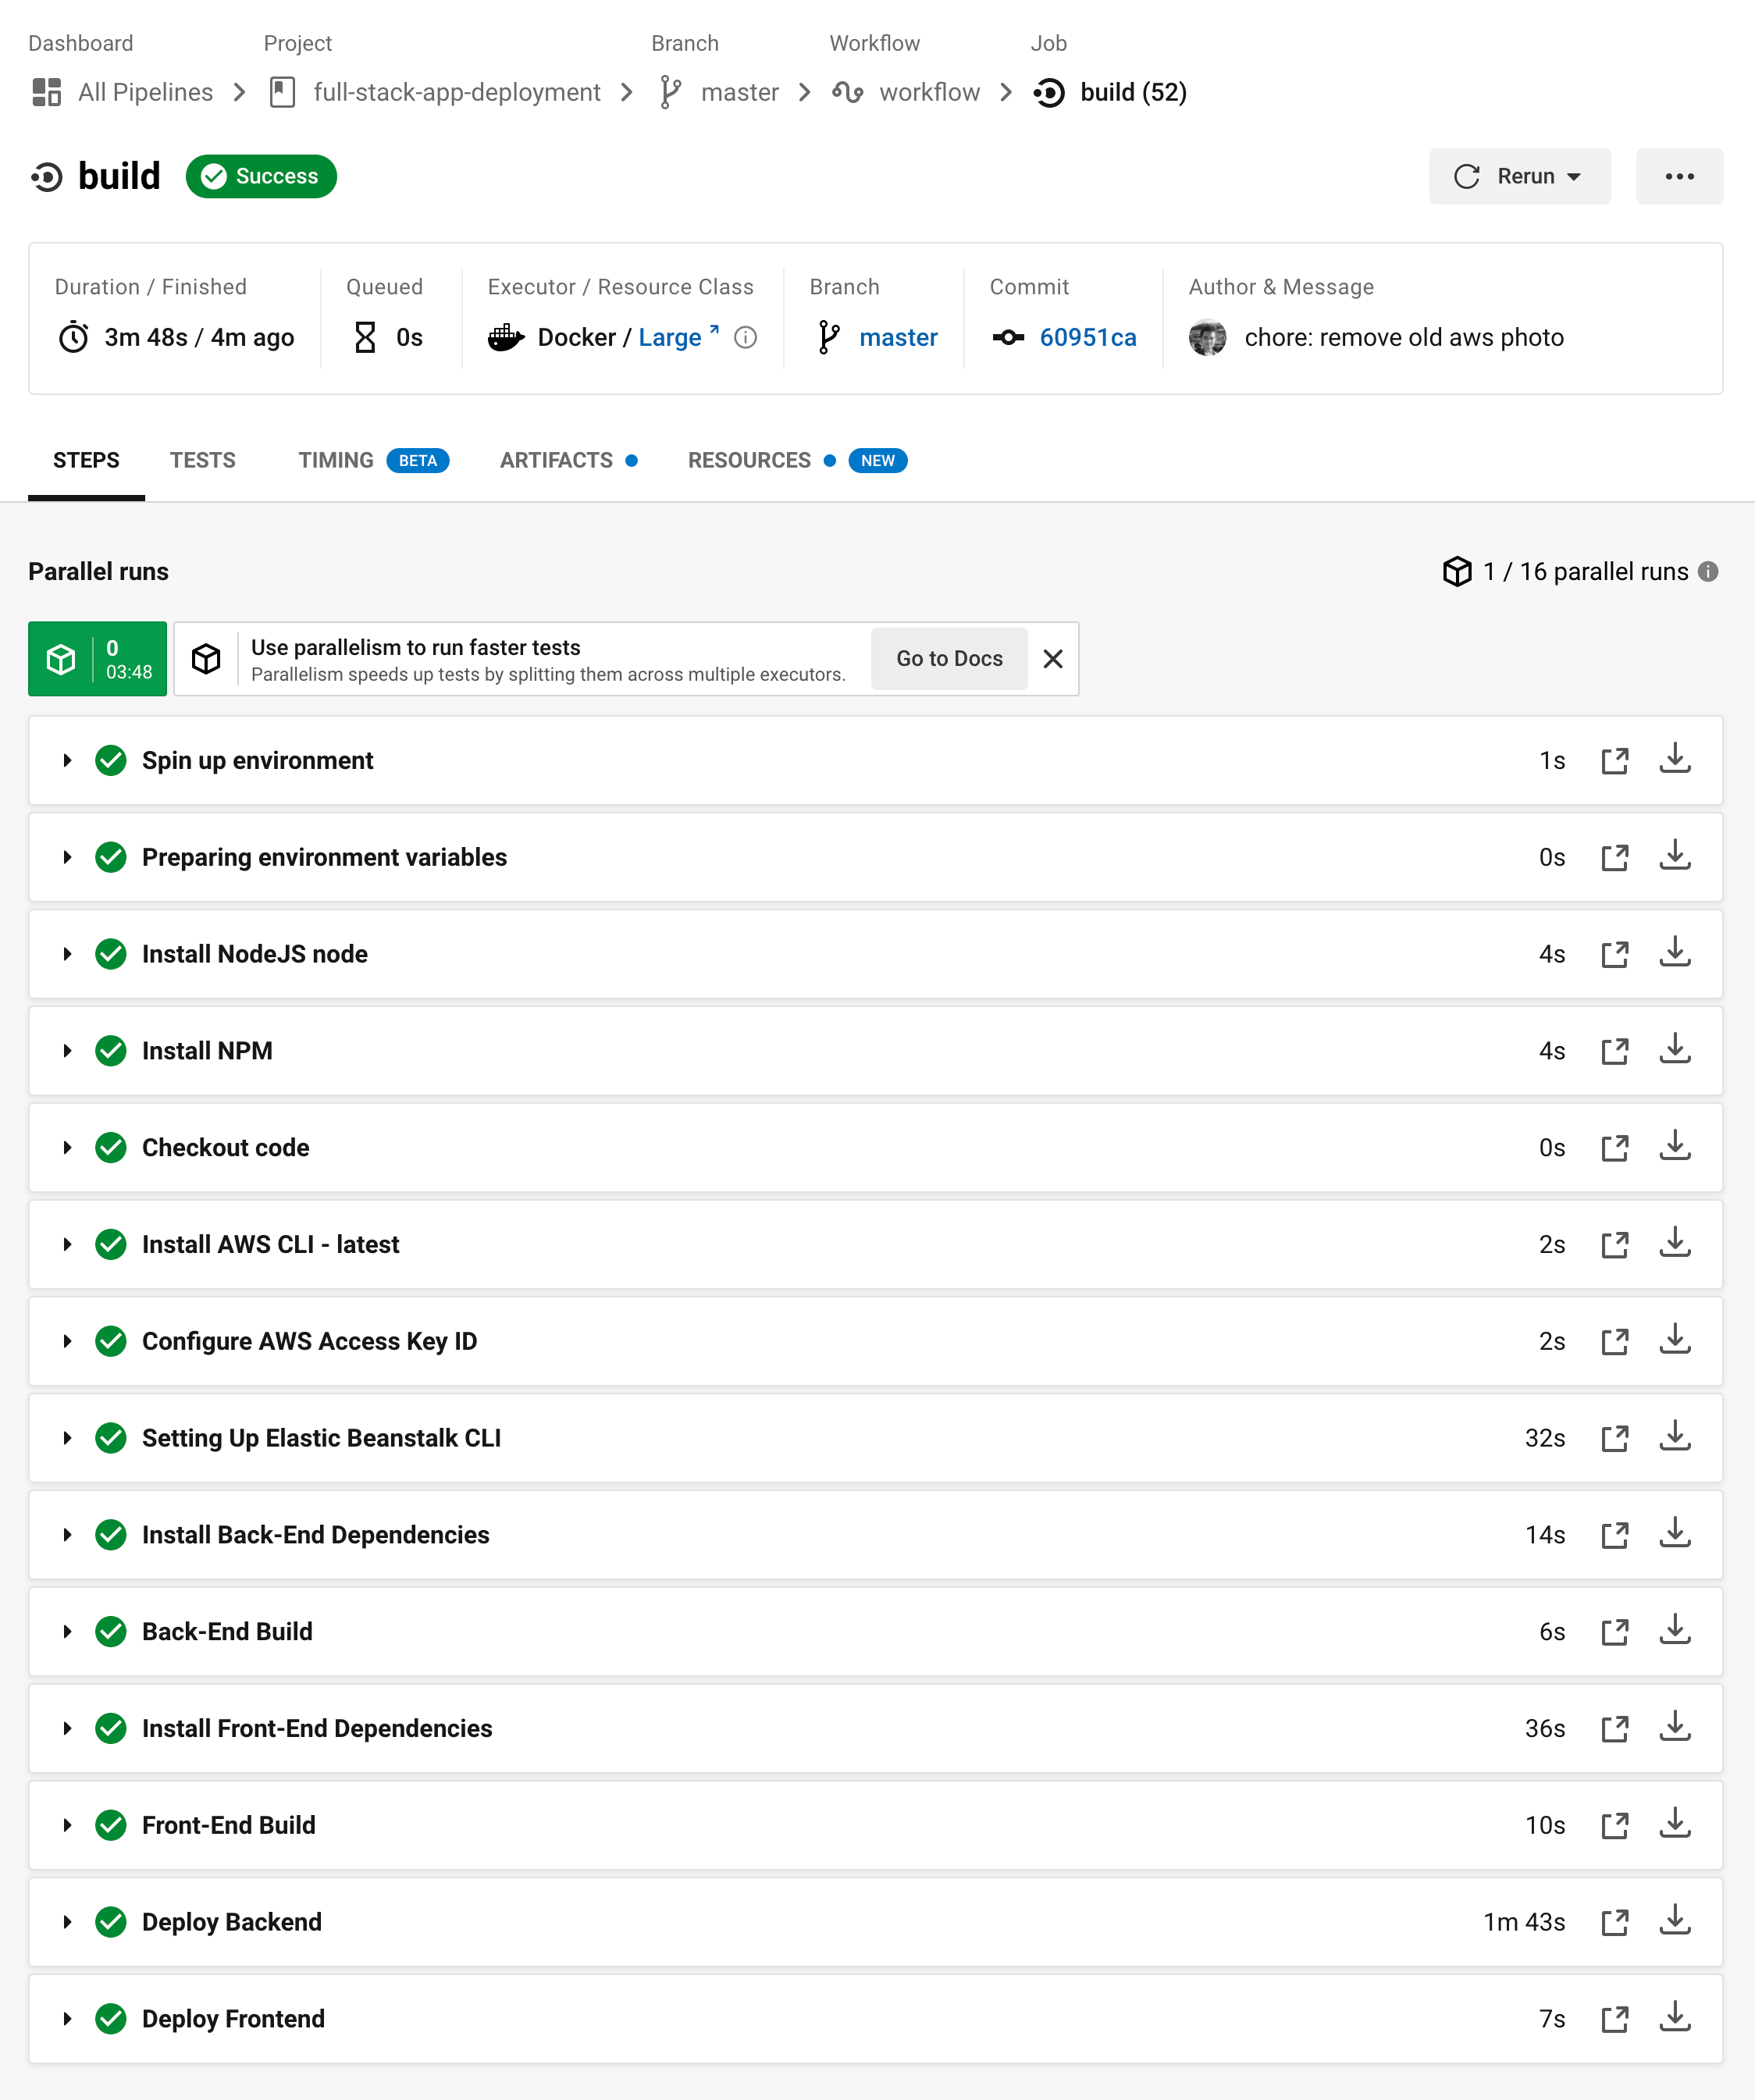 Dashboard Project Branch Workflow Job
All Pipelines full-stack-app-deployment master workflow build (52)
build Success Rerun
Duration / Finished Queued Executor / Resource Class Branch Commit Author & Message
3m 48s / 4m ago 0s Docker / Large master 60951ca chore: remove old aws photo
STEPS TESTS TIMING BETA ARTIFACTS RESOURCES NEW
Parallel runs 1 / 16 parallel runs
0
03:48
Use parallelism to run faster tests
Parallelism speeds up tests by splitting them across multiple executors.
Go to Docs
Spin up environment 1s
Preparing environment variables 0s
Install NodeJS node 4s
Install NPM 4s
Checkout code 0s
Install AWS CLI - latest 2s
Configure AWS Access Key ID 2s
Setting Up Elastic Beanstalk CLI 32s
Install Back-End Dependencies 14s
Back-End Build 6s
Install Front-End Dependencies 36s
Front-End Build 10s
Deploy Backend 1m 43s
Deploy Frontend 7s